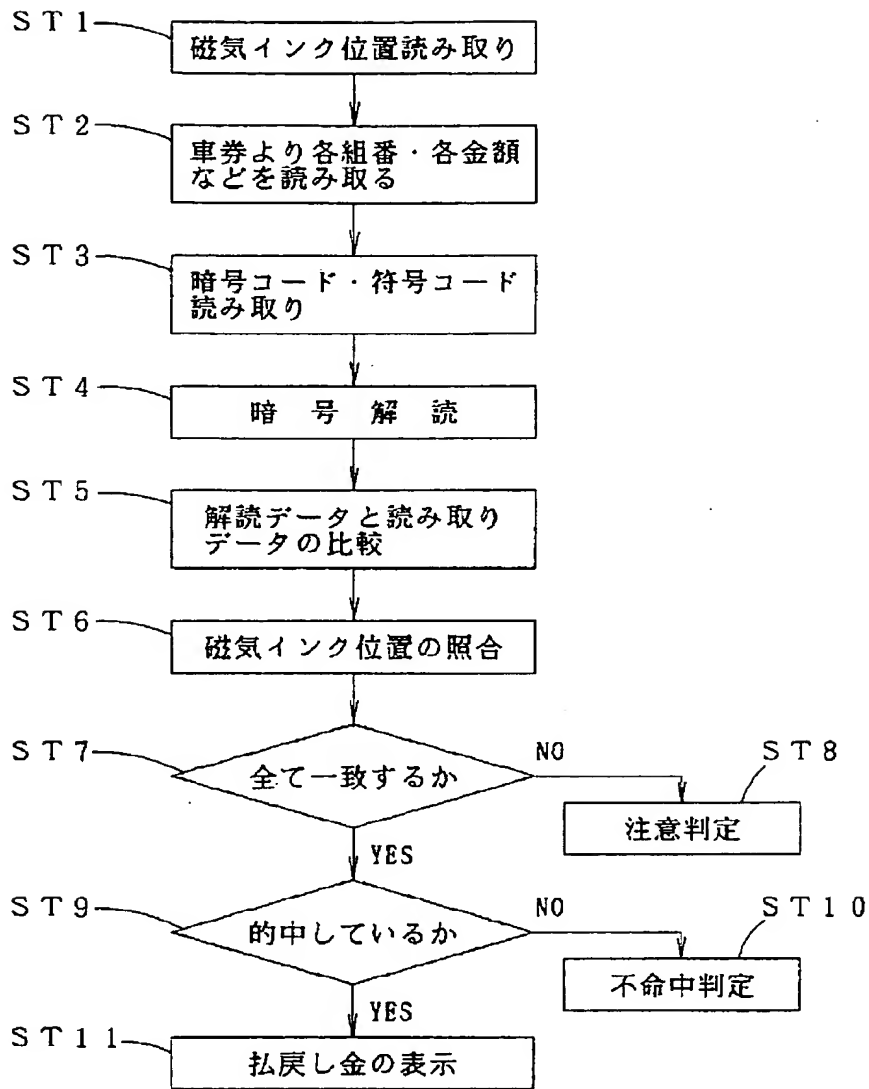 ＳＴ１
磁気インク位置読み取り
ＳＴ２
車券より各組番・各金額
などを読み取る
ＳＴ３
暗号コード・符号コード
読み取り
ＳＴ４
暗　号　解　読
ＳＴ５
解読データと読み取り
データの比較
ＳＴ６
磁気インク位置の照合
ＳＴ７
全て一致するか
NO
ＳＴ８
注意判定
YES
ＳＴ９
的中しているか
NO
ＳＴ１０
不命中判定
YES
ＳＴ１１
払戻し金の表示